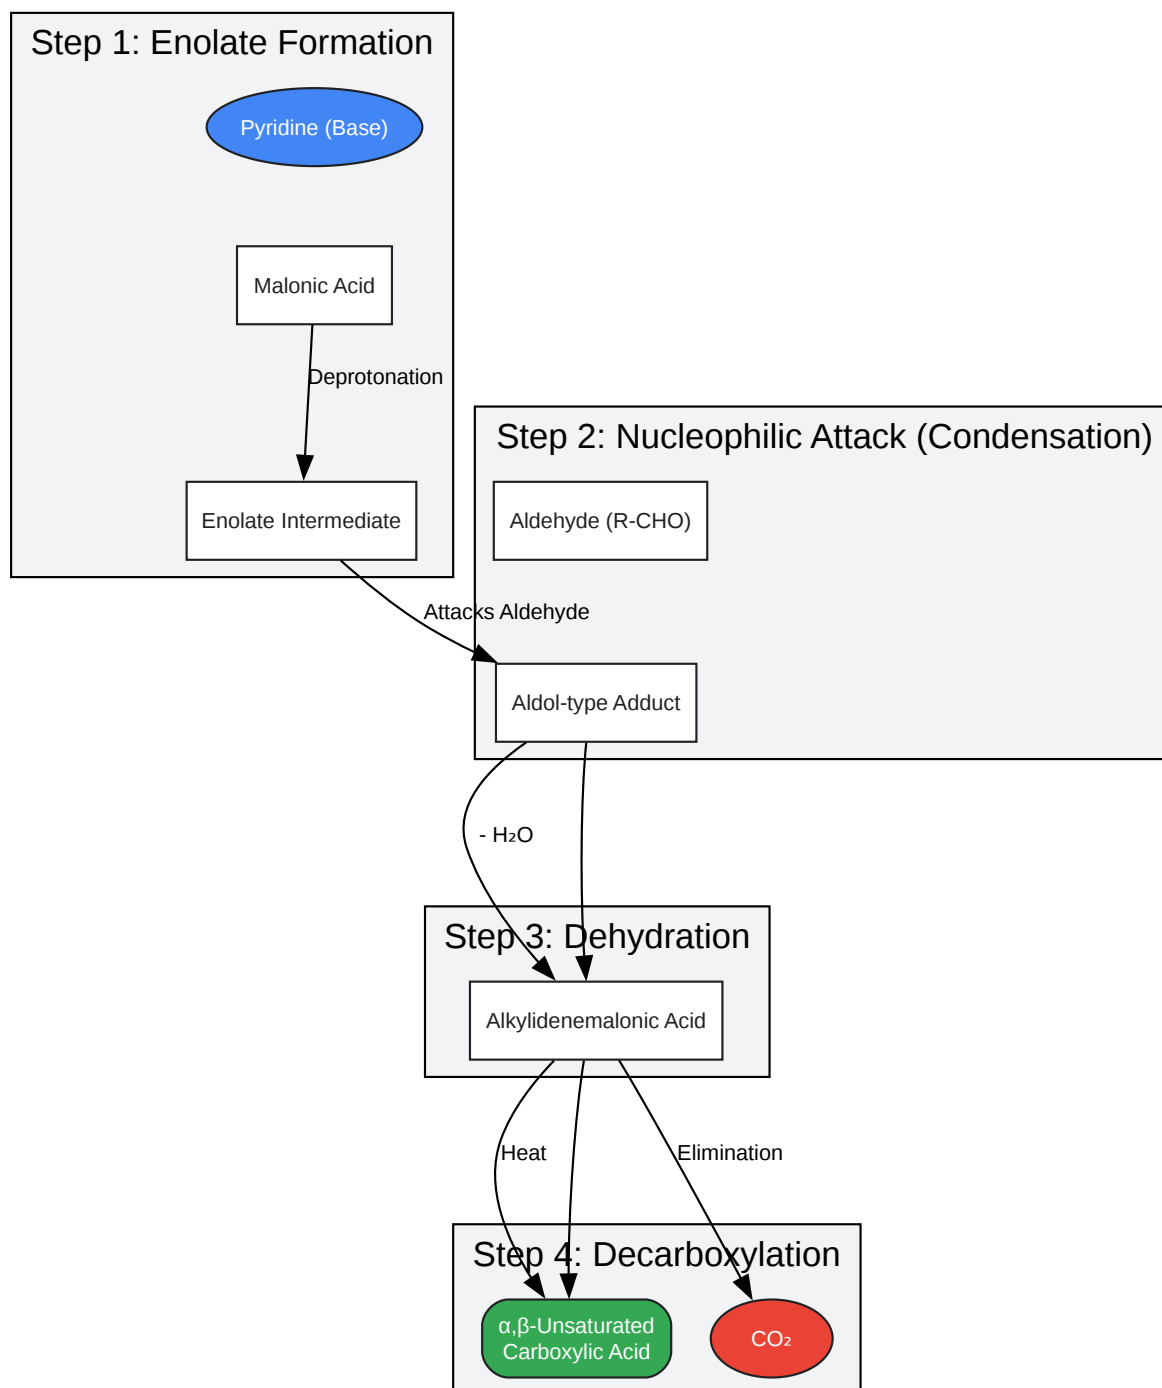 Step 1: Enolate Formation
Pyridine (Base)
Malonic Acid
Deprotonation
Enolate Intermediate
Step 2: Nucleophilic Attack (Condensation)
Aldehyde (R-CHO)
Attacks Aldehyde
Aldol-type Adduct
- H₂O
Step 3: Dehydration
Alkylidenemalonic Acid
Heat
Elimination
Step 4: Decarboxylation
α,β-Unsaturated
Carboxylic Acid
CO₂